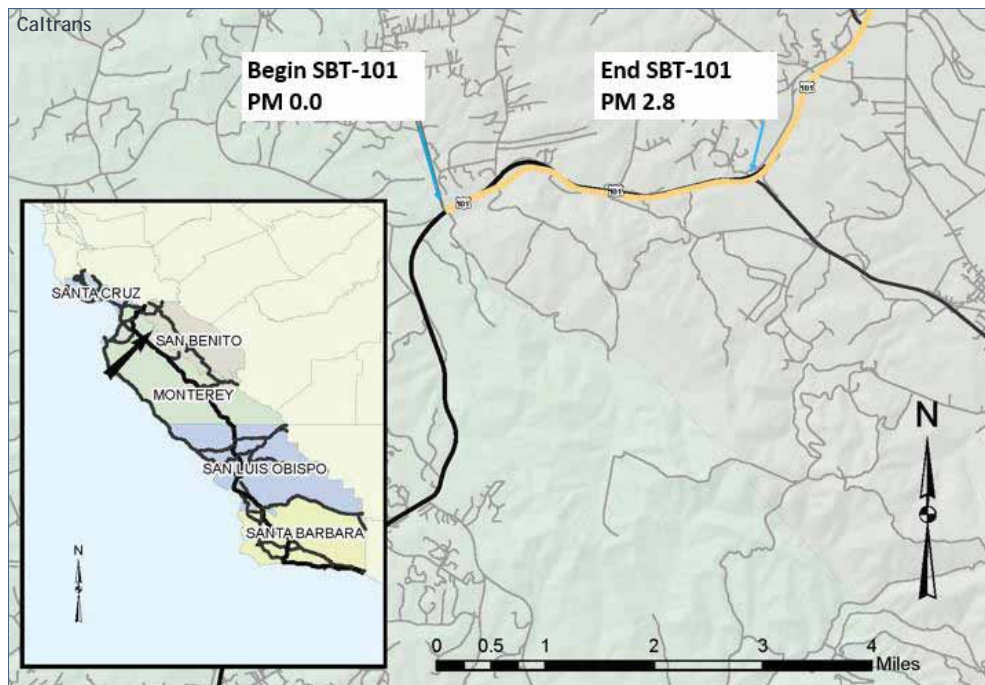 Caltrans
Begin SBT-101
PM 0.0
End SBT-101
PM 2.8
101
101
101
SANTA CRUZ
SAN BENITO
MONTEREY
SAN LUIS OBISPO
SANTA BARBARA
N
N
0 0.5 1 2 3 4
Miles